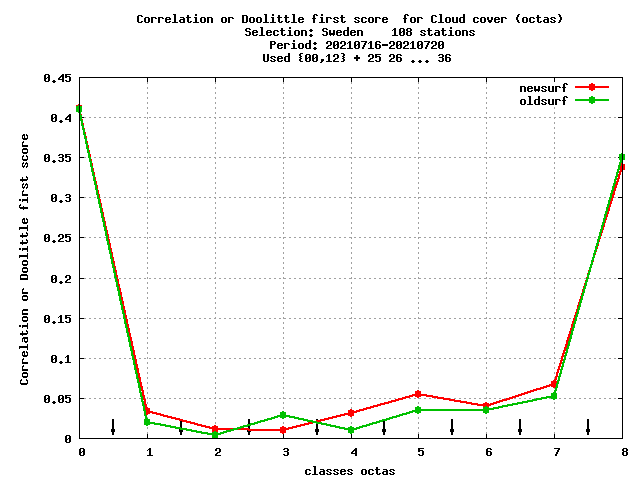 Correlation or Doolittle first score  for Cloud cover (octas)
Selection: Sweden    108 stations
Period: 20210716-20210720
Used {00,12} + 25 26 ... 36
newsurf
oldsurf
Correlation or Doolittle first score
0.45
0.4
0.35
0.3
0.25
0.2
0.15
0.1
0.05
0
0 1 2 3 4 5 6 7 8
classes octas